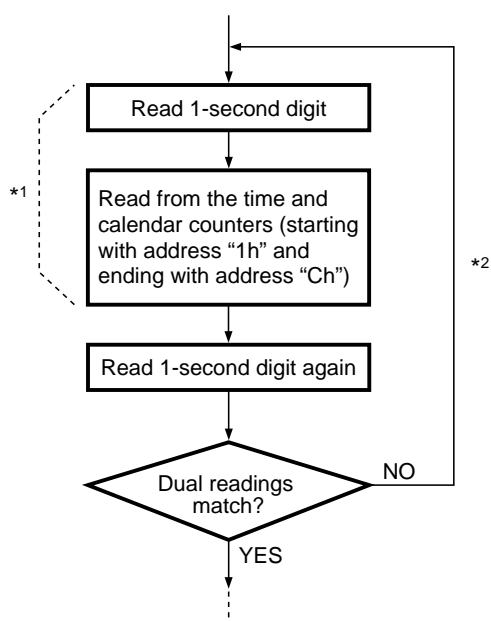 Read 1-second digit
*1
Read from the time and
calendar counters (starting
with address “1h” and
ending with address “Ch”)
*2
Read 1-second digit again
Dual readings
match?
NO
YES